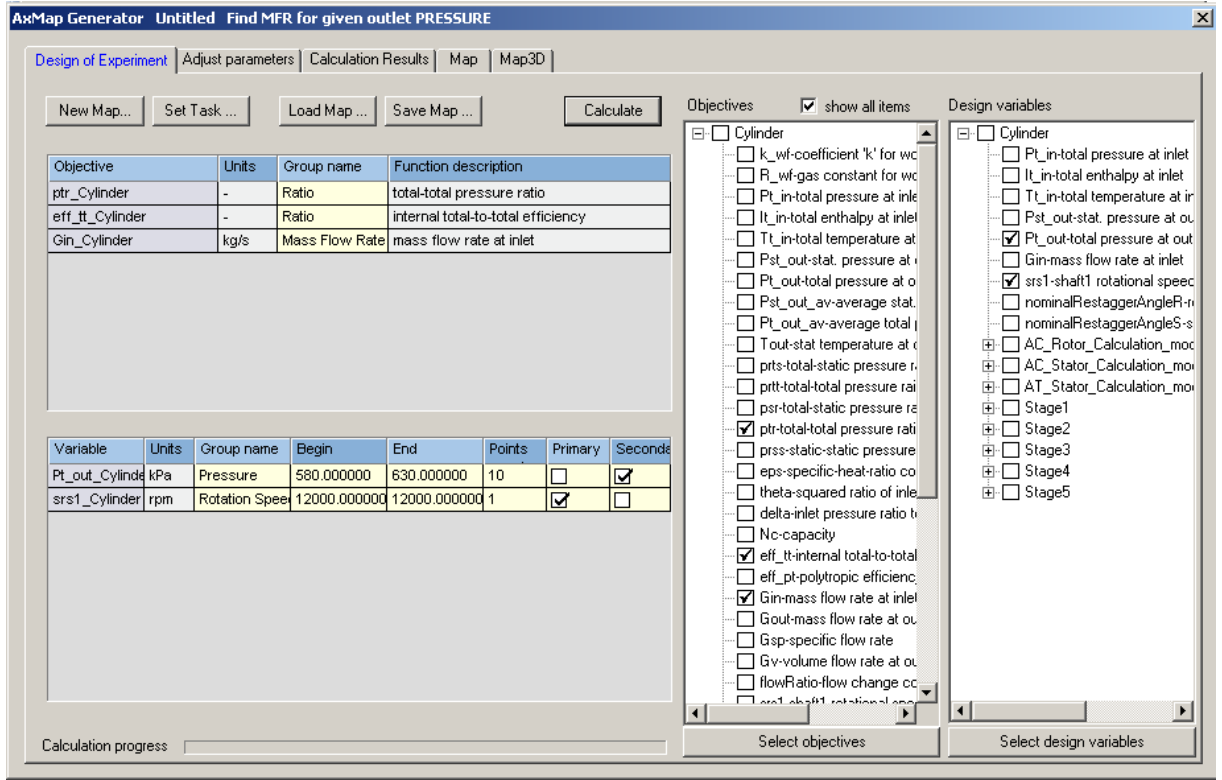 AxMap Generator Untitled Find MFR for given outlet PRESSURE
Design of Experiment Adjust parameters Calculation Results Map Map3D
New Map... Set Task ... Load Map ... Save Map ... Calculate
Objective Units Group name Function description
ptr_Cylinder - Ratio total-total pressure ratio
eff_tt_Cylinder - Ratio internal total-to-total efficiency
Gin_Cylinder kg/s Mass Flow Rate mass flow rate at inlet
Variable Units Group name Begin End Points Primary Seconda
Pt_out_Cylinde kPa Pressure 580.000000 630.000000 10
srs1_Cylinder rpm Rotation Spee 12000.000000 12000.000000 1
Calculation progress
Objectives show all items
Cylinder
k_wf-coefficient 'k' for wo
R_wf-gas constant for wo
Pt_in-total pressure at inle
It_in-total enthalpy at inlet
Tt_in-total temperature at
Pst_out-stat. pressure at
Pt_out-total pressure at o
Pst_out_av-average stat.
Pt_out_av-average total
Tout-stat temperature at
prts-total-static pressure
prtt-total-total pressure rai
psr-total-static pressure ra
ptr-total-total pressure rati
prss-static-static pressure
eps-specific-heat-ratio co
theta-squared ratio of inle
delta-inlet pressure ratio t
Nc-capacity
eff_tt-internal total-to-total
eff_pt-polytropic efficienc
Gin-mass flow rate at inlet
Gout-mass flow rate at ou
Gsp-specific flow rate
Gv-volume flow rate at ou
flowRatio-flow change co
srs1-shaft1 rotational spee
Select objectives
Design variables
Cylinder
Pt_in-total pressure at inlet
It_in-total enthalpy at inlet
Tt_in-total temperature at ir
Pst_out-stat. pressure at ou
Pt_out-total pressure at out
Gin-mass flow rate at inlet
srs1-shaft1 rotational speec
nominalRestaggerAngleR-r
nominalRestaggerAngleS-s
AC_Rotor_Calculation_moc
AC_Stator_Calculation_mo
AT_Stator_Calculation_mo
Stage1
Stage2
Stage3
Stage4
Stage5
Select design variables